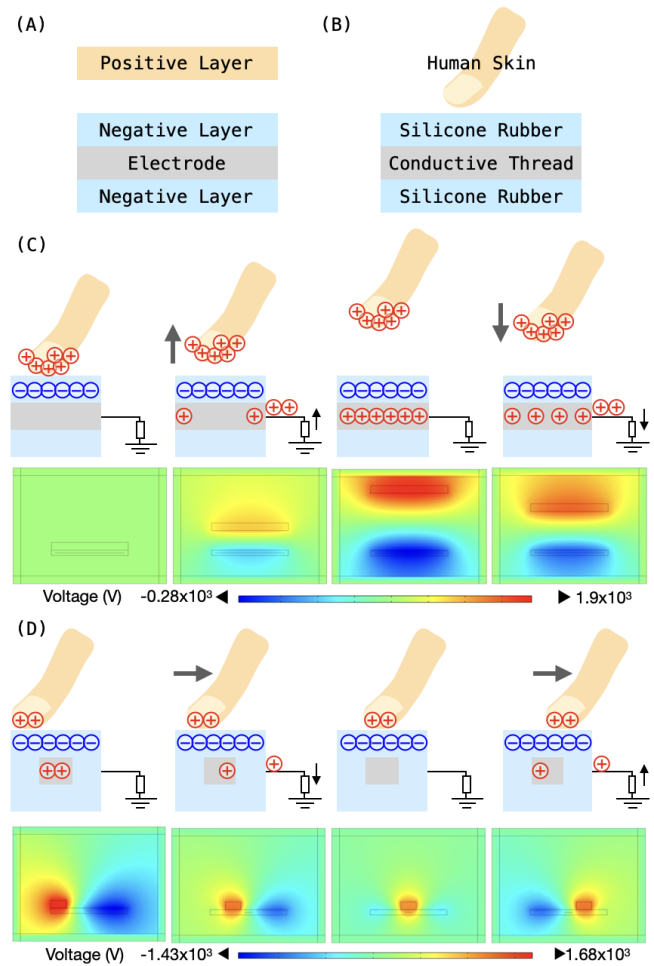 (A)
(B)
Positive Layer
Human Skin
Negative Layer
Silicone Rubber
Electrode
Conductive Thread
Negative Layer
Silicone Rubber
(C)
Voltage (V) -0.28x10³ 1.9x10³
(D)
Voltage (V) -1.43x10³ 1.68x10³